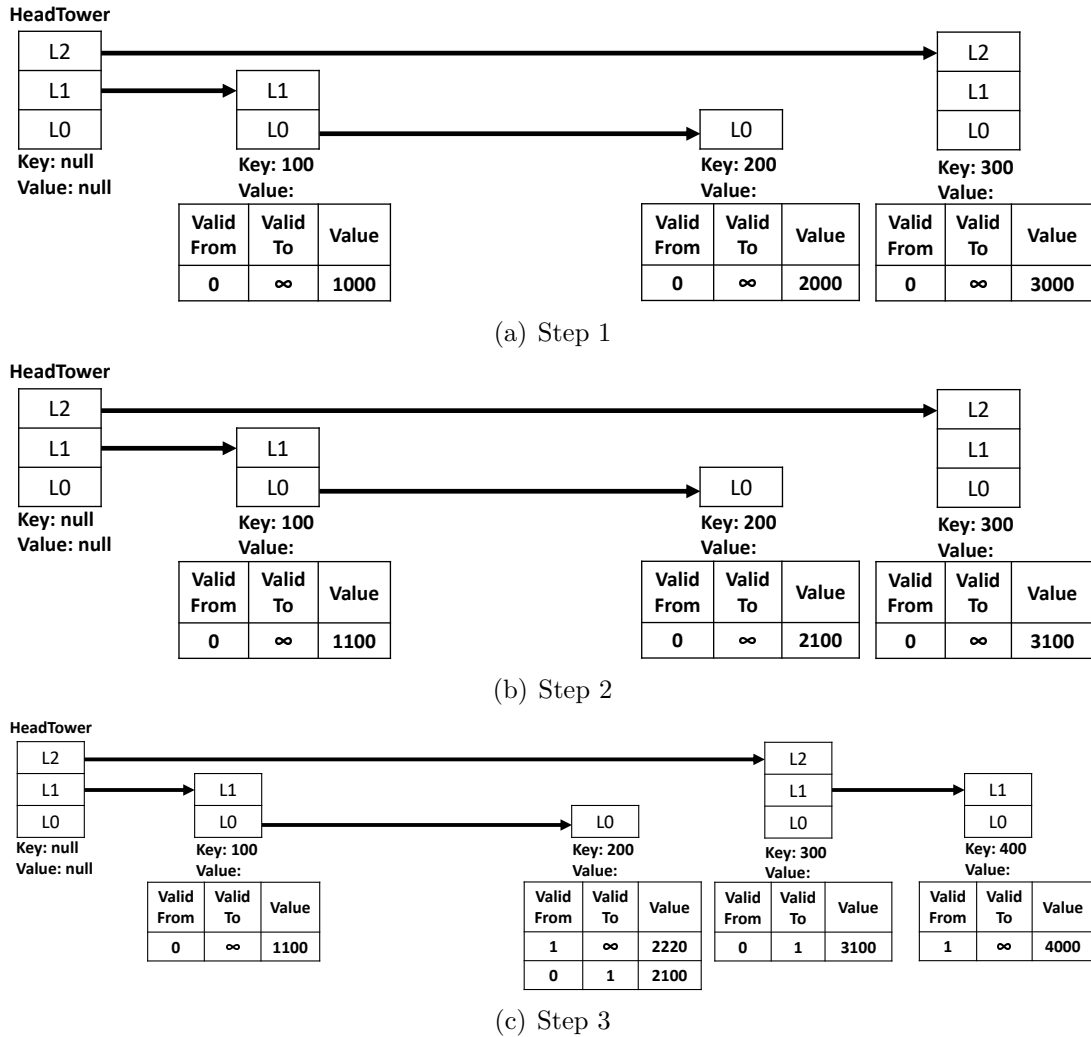 HeadTower
L2 L2
L1 L1 L1
L0 L0 L0 L0
Key: null Key: 100 Key: 200 Key: 300
Value: null Value: Value: Value:
Valid From Valid To Value Valid From Valid To Value Valid From Valid To Value
0 ∞ 1000 0 ∞ 2000 0 ∞ 3000
(a) Step 1
HeadTower
L2 L2
L1 L1 L1
L0 L0 L0 L0
Key: null Key: 100 Key: 200 Key: 300
Value: null Value: Value: Value:
Valid From Valid To Value Valid From Valid To Value Valid From Valid To Value
0 ∞ 1100 0 ∞ 2100 0 ∞ 3100
(b) Step 2
HeadTower
L2 L2
L1 L1 L1 L1
L0 L0 L0 L0 L0
Key: null Key: 100 Key: 200 Key: 300 Key: 400
Value: null Value: Value: Value: Value:
Valid From Valid To Value Valid From Valid To Value Valid From Valid To Value Valid From Valid To Value
0 ∞ 1100 1 ∞ 2220 0 1 3100 1 ∞ 4000
0 1 2100
(c) Step 3